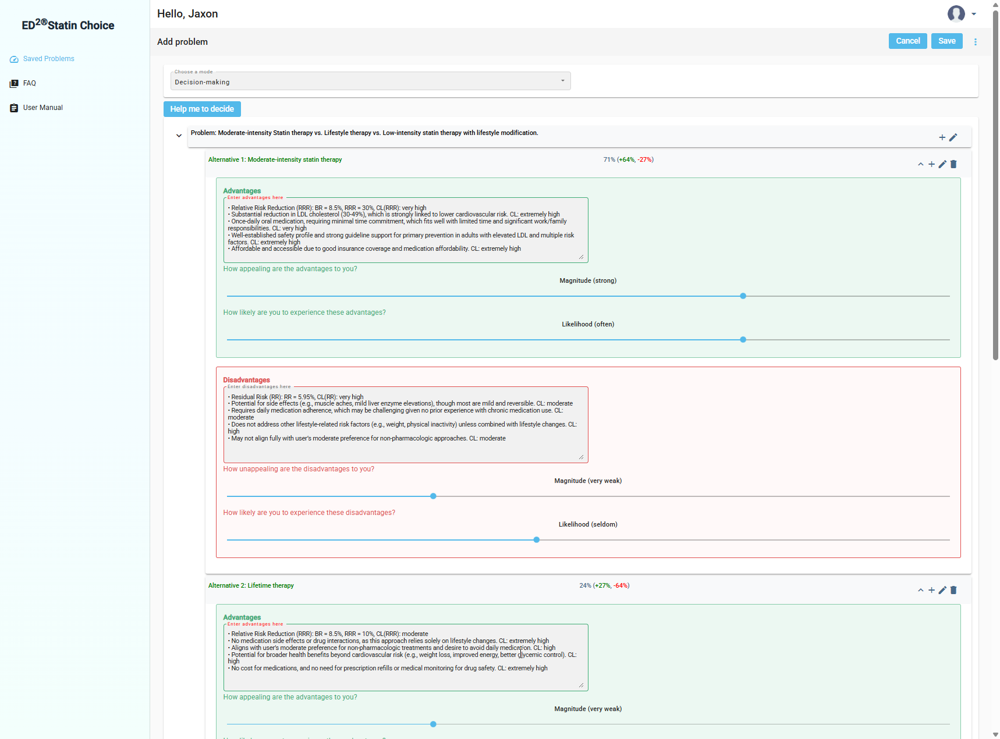 ED2®Statin Choice
Saved Problems
FAQ
User Manual
Hello, Jaxon
Add problem
Cancel
Save
Choose a mode
Decision-making
Help me to decide
Problem: Moderate-intensity Statin therapy vs. Lifestyle therapy vs. Low-intensity statin therapy with lifestyle modification.
Alternative 1: Moderate-intensity statin therapy
71% (+64%, -27%)
Advantages
Enter advantages here
• Relative Risk Reduction (RRR): BR = 8.5%, RRR = 30%, CL(RRR): very high
• Substantial reduction in LDL cholesterol (30-49%), which is strongly linked to lower cardiovascular risk. CL: extremely high
• Once-daily oral medication, requiring minimal time commitment, which fits well with limited time and significant work/family
responsibilities. CL: very high
• Well-established safety profile and strong guideline support for primary prevention in adults with elevated LDL and multiple risk
factors. CL: extremely high
• Affordable and accessible due to good insurance coverage and medication affordability. CL: extremely high
How appealing are the advantages to you?
Magnitude (strong)
How likely are you to experience these advantages?
Likelihood (often)
Disadvantages
Enter disadvantages here
• Residual Risk (RR): RR = 5.95%, CL(RR): very high
• Potential for side effects (e.g., muscle aches, mild liver enzyme elevations), though most are mild and reversible. CL: moderate
• Requires daily medication adherence, which may be challenging given no prior experience with chronic medication use. CL:
moderate
• Does not address other lifestyle-related risk factors (e.g., weight, physical inactivity) unless combined with lifestyle changes. CL:
high
• May not align fully with user's moderate preference for non-pharmacologic approaches. CL: moderate
How unappealing are the disadvantages to you?
Magnitude (very weak)
How likely are you to experience these disadvantages?
Likelihood (seldom)
Alternative 2: Lifetime therapy
24% (+27%, -64%)
Advantages
Enter advantages here
• Relative Risk Reduction (RRR): BR = 8.5%, RRR = 10%, CL(RRR): moderate
• No medication side effects or drug interactions, as this approach relies solely on lifestyle changes. CL: extremely high
• Aligns with user's moderate preference for non-pharmacologic treatments and desire to avoid daily medication. CL: high
• Potential for broader health benefits beyond cardiovascular risk (e.g., weight loss, improved energy, better glycemic control). CL:
high
• No cost for medications, and no need for prescription refills or medical monitoring for drug safety. CL: extremely high
How appealing are the advantages to you?
Magnitude (very weak)